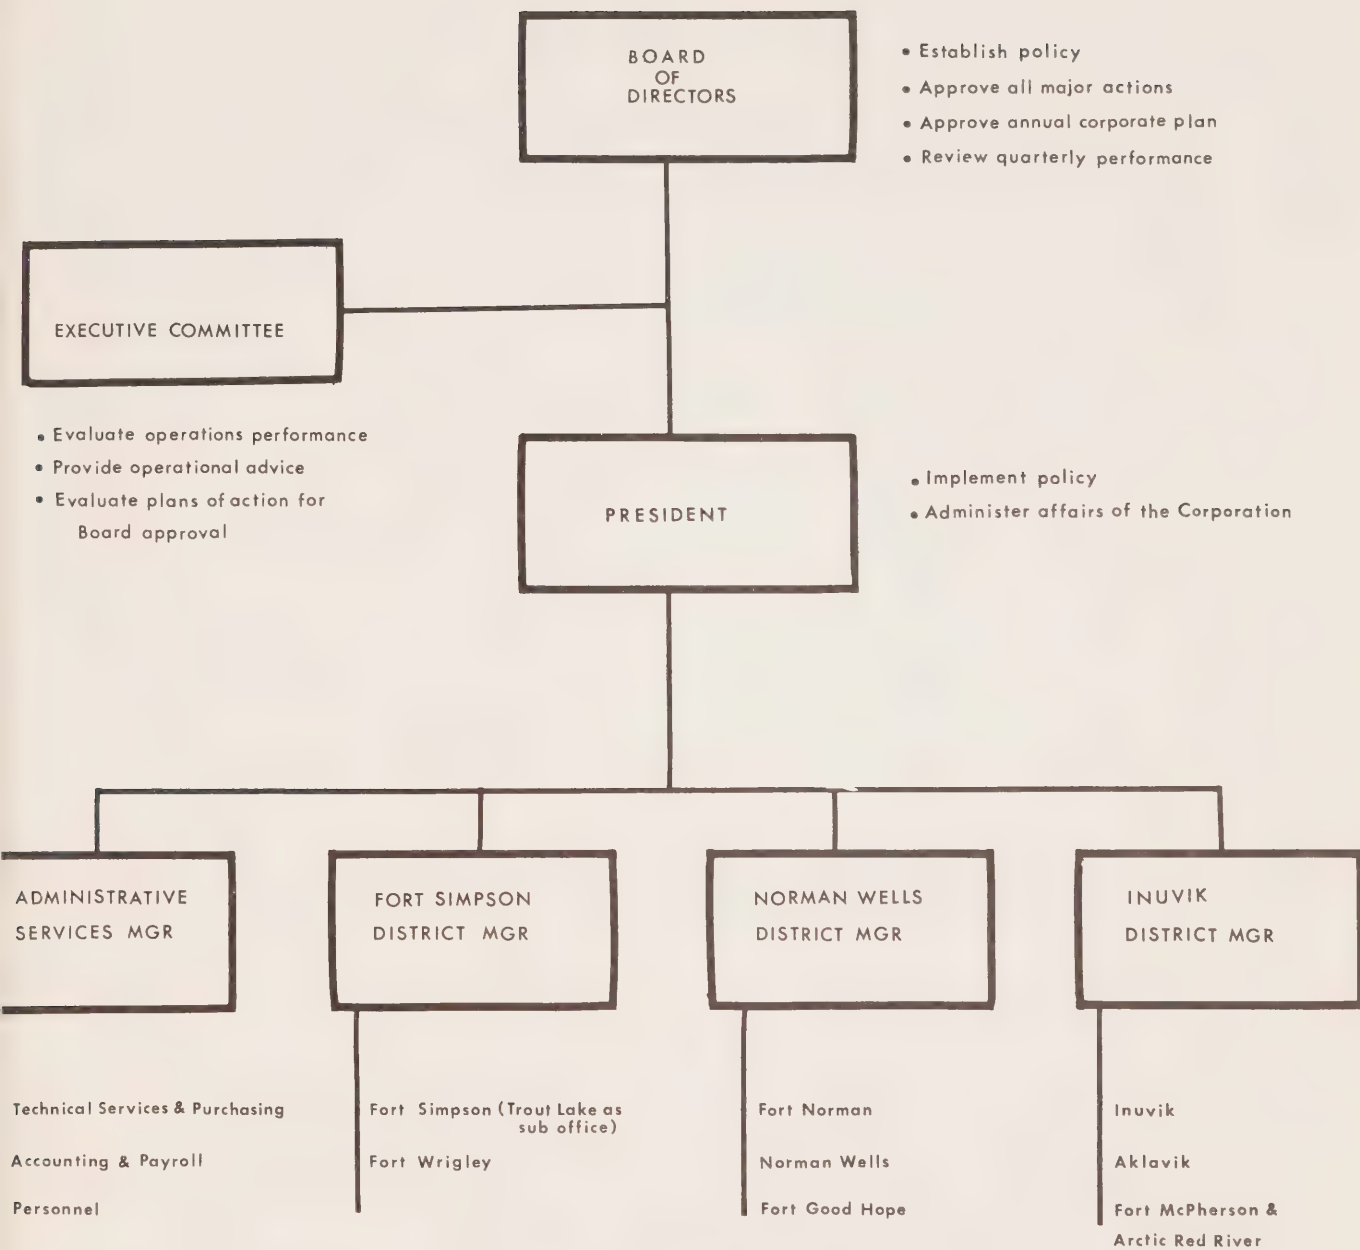 BOARD
OF
DIRECTORS
• Establish policy
• Approve all major actions
• Approve annual corporate plan
• Review quarterly performance
EXECUTIVE COMMITTEE
• Evaluate operations performance
• Provide operational advice
• Evaluate plans of action for
Board approval
PRESIDENT
• Implement policy
• Administer affairs of the Corporation
ADMINISTRATIVE
SERVICES MGR
Technical Services & Purchasing
Accounting & Payroll
Personnel
FORT SIMPSON
DISTRICT MGR
Fort Simpson (Trout Lake as
sub office)
Fort Wrigley
NORMAN WELLS
DISTRICT MGR
Fort Norman
Norman Wells
Fort Good Hope
INUVIK
DISTRICT MGR
Inuvik
Aklavik
Fort McPherson &
Arctic Red River